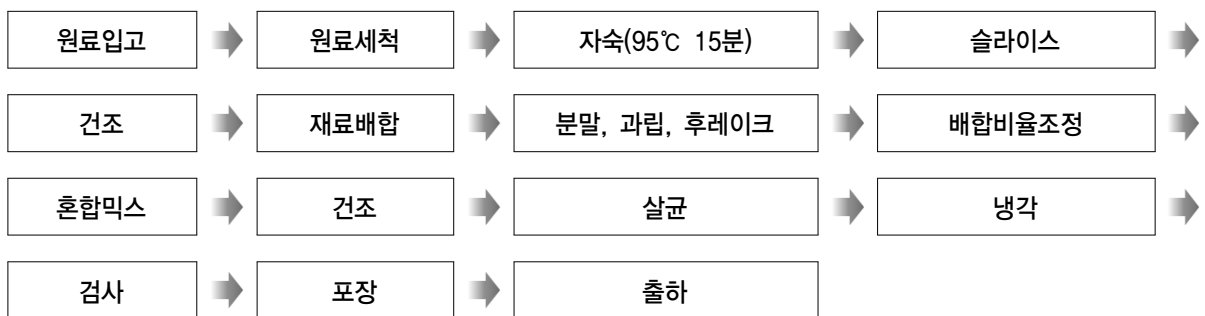 원료입고 원료세척 자숙(95℃ 15분) 슬라이스
건조 재료배합 분말, 과립, 후레이크 배합비율조정
혼합믹스 건조 살균 냉각
검사 포장 출하